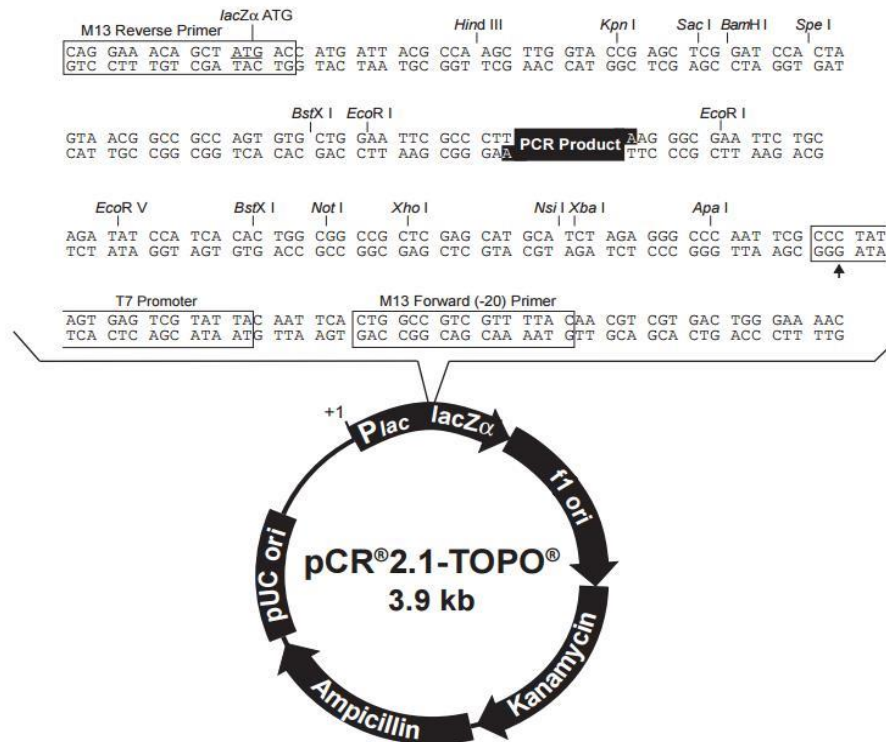 lacZα ATG
M13 Reverse Primer Hind III Kpn I Sac I BamH I Spe I
CAG GAA ACA GCT ATG ACC ATG ATT ACG CCA AGC TTG GTA CCG AGC TCG GAT CCA CTA
GTC CTT TGT CGA TAC TGG TAC TAA TGC GGT TCG AAC CAT GGC TCG AGC CTA GGT GAT
BstX I EcoR I EcoR I
GTA ACG GCC GCC AGT GTG CTG GAA TTC GCC CTT PCR Product AAG GGC GAA TTC TGC
CAT TGC CGG CGG TCA CAC GAC CTT AAG CGG GAA TTC CCG CTT AAG ACG
EcoR V BstX I Not I Xho I Nsi I Xba I Apa I
AGA TAT CCA TCA CAC TGG CGG CCG CTC GAG CAT GCA TCT AGA GGG CCC AAT TCG CCC TAT
TCT ATA GGT AGT GTG ACC GCC GGC GAG CTC GTA CGT AGA TCT CCC GGG TTA AGC GGG ATA
T7 Promoter M13 Forward (-20) Primer
AGT GAG TCG TAT TAC AAT TCA CTG GCC GTC GTT TTA CAA CGT CGT GAC TGG GAA AAC
TCA CTC AGC ATA ATG TTA AGT GAC CGG CAG CAA AAT GTT GCA GCA CTG ACC CTT TTG
+1
Plac lacZα
f1 ori
pUC ori
pCR®2.1-TOPO®
3.9 kb
Kanamycin
Ampicillin